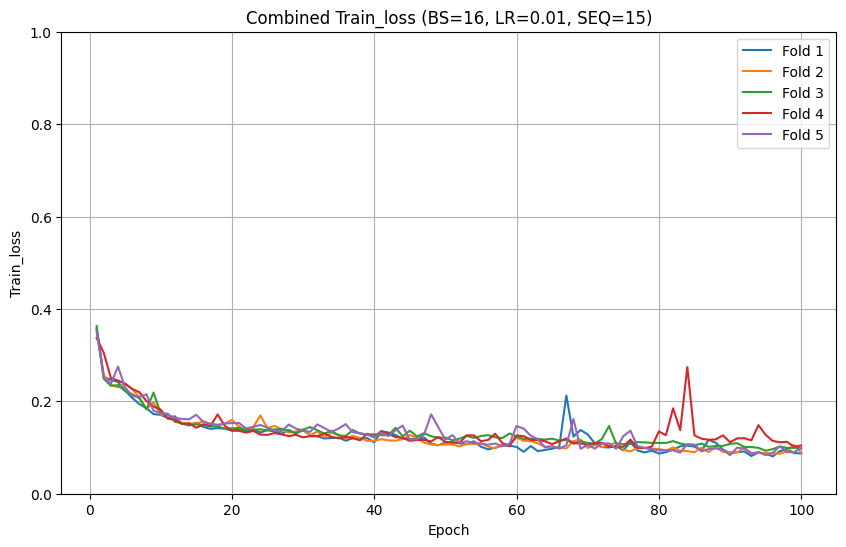 Combined Train_loss (BS=16, LR=0.01, SEQ=15)
Train_loss
1.0
0.8
0.6
0.4
0.2
0.0
Fold 1
Fold 2
Fold 3
Fold 4
Fold 5
0 20 40 60 80 100
Epoch